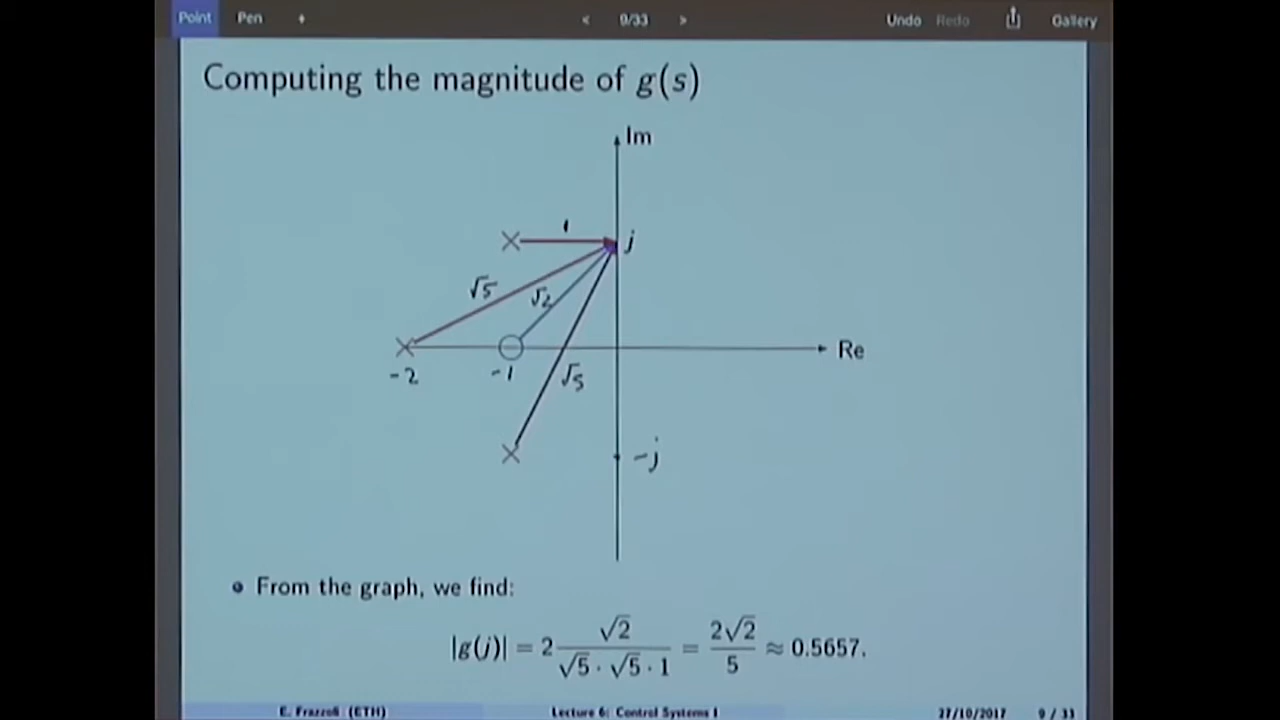 Point Pen < 9/33 > Undo Redo Gallery
Computing the magnitude of g(s)
Im
1
j
√5
√2
Re
-2
-1
√5
-j
From the graph, we find:
|g(j)| = 2 √2 / (√5 · √5 · 1) = 2√2 / 5 ≈ 0.5657.
E. Frazzoli (ETH) Lecture 6: Control Systems I 27/10/2017 9 / 33